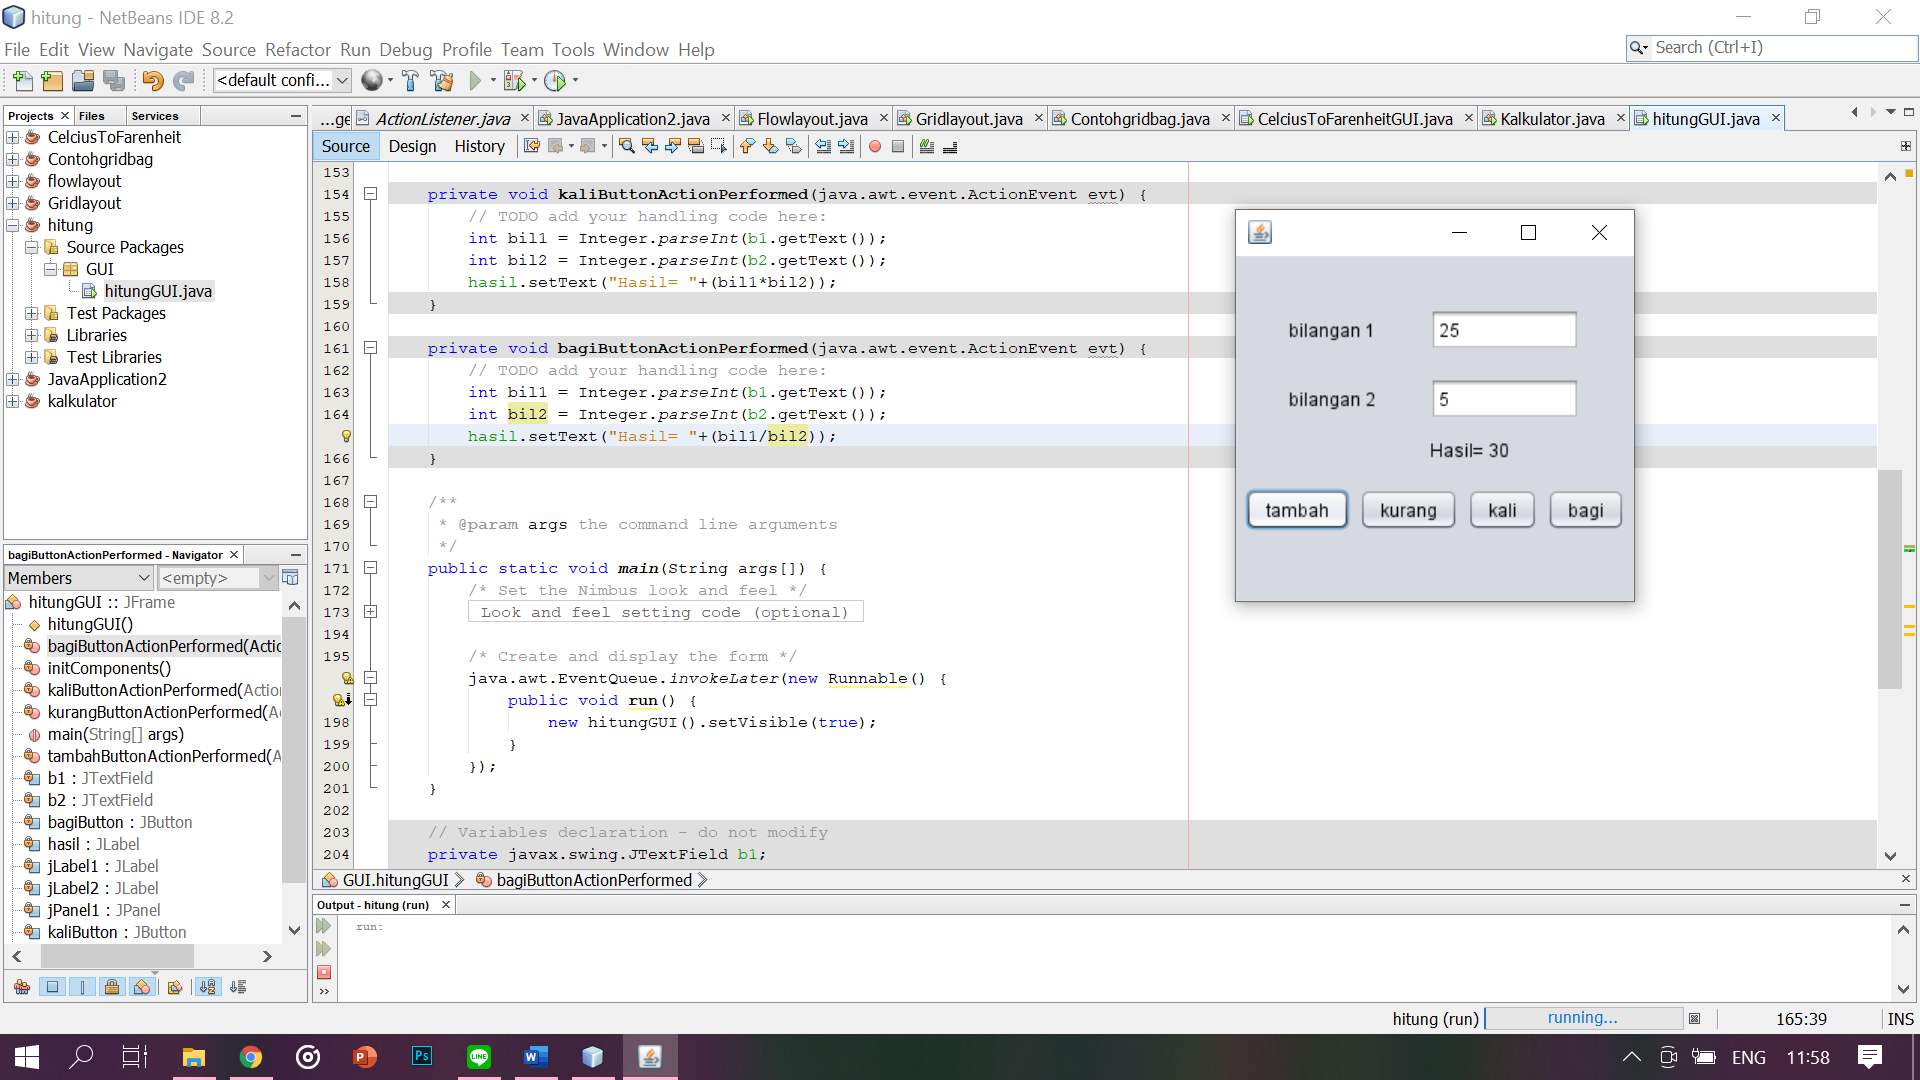 hitung - NetBeans IDE 8.2
File Edit View Navigate Source Refactor Run Debug Profile Team Tools Window Help
Search (Ctrl+I)
<default confi...
Projects Files Services
CelciusToFarenheit
Contohgridbag
flowlayout
Gridlayout
hitung
Source Packages
GUI
hitungGUI.java
Test Packages
Libraries
Test Libraries
JavaApplication2
kalkulator
...ge ActionListener.java JavaApplication2.java Flowlayout.java Gridlayout.java Contohgridbag.java CelciusToFarenheitGUI.java Kalkulator.java hitungGUI.java
Source Design History
153
154 private void kaliButtonActionPerformed(java.awt.event.ActionEvent evt) {
155 // TODO add your handling code here:
156 int bil1 = Integer.parseInt(b1.getText());
157 int bil2 = Integer.parseInt(b2.getText());
158 hasil.setText("Hasil= "+(bil1*bil2));
159 }
160
161 private void bagiButtonActionPerformed(java.awt.event.ActionEvent evt) {
162 // TODO add your handling code here:
163 int bil1 = Integer.parseInt(b1.getText());
164 int bil2 = Integer.parseInt(b2.getText());
hasil.setText("Hasil= "+(bil1/bil2));
166 }
167
168 /**
169 * @param args the command line arguments
170 */
171 public static void main(String args[]) {
172 /* Set the Nimbus look and feel */
173 Look and feel setting code (optional)
194
195 /* Create and display the form */
java.awt.EventQueue.invokeLater(new Runnable() {
public void run() {
198 new hitungGUI().setVisible(true);
199 }
200 });
201 }
202
203 // Variables declaration - do not modify
204 private javax.swing.JTextField b1;
GUI.hitungGUI bagiButtonActionPerformed
bilangan 1 25
bilangan 2 5
Hasil= 30
tambah kurang kali bagi
bagiButtonActionPerformed - Navigator
Members <empty>
hitungGUI :: JFrame
hitungGUI()
bagiButtonActionPerformed(Actio
initComponents()
kaliButtonActionPerformed(Action
kurangButtonActionPerformed(A
main(String[] args)
tambahButtonActionPerformed(A
b1 : JTextField
b2 : JTextField
bagiButton : JButton
hasil : JLabel
jLabel1 : JLabel
jLabel2 : JLabel
jPanel1 : JPanel
kaliButton : JButton
Output - hitung (run)
run:
hitung (run) running... 165:39 INS
ENG 11:58